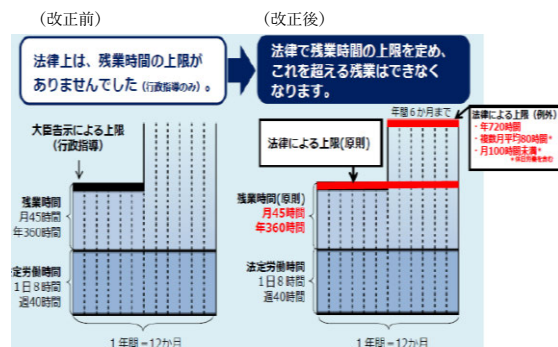 (改正前)
(改正後)
法律上は、残業時間の上限が
ありませんでした(行政指導のみ)。
法律で残業時間の上限を定め、
これを超える残業はできなく
なります。
大臣告示による上限
(行政指導)
残業時間
月45時間
年360時間
定労働時間
1日8時間
週40時間
1年間=12か月
年間6か月まで
法律による上限(例外)
・年720時間
・複数月平均80時間*
・月100時間未満*
*休日労働を含む
法律による上限(原則)
残業時間(原則)
月45時間
年360時間
法定労働時間
1日8時間
週40時間
1年間=12か月